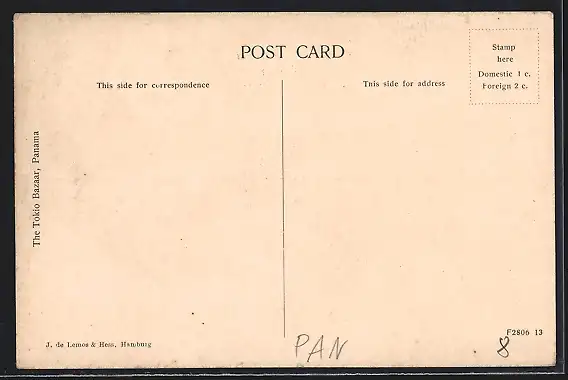 POST CARD
Stamp
here
Domestic 1 c.
Foreign 2 c.
This side for correspondence
Tnis side for address
The Tokio Bazaar, Panama
J. de Lemos & Hess, Hamburg
F2806 13
PAN
8